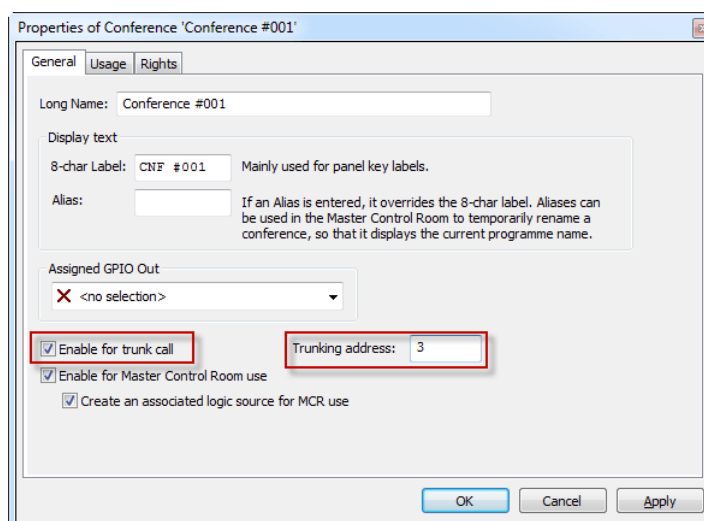 Properties of Conference 'Conference #001'
General Usage Rights
Long Name: Conference #001
Display text
8-char Label: CNF #001 Mainly used for panel key labels.
Alias: If an Alias is entered, it overrides the 8-char label. Aliases can
be used in the Master Control Room to temporarily rename a
conference, so that it displays the current programme name.
Assigned GPIO Out
<no selection>
Enable for trunk call Trunking address: 3
Enable for Master Control Room use
Create an associated logic source for MCR use
OK Cancel Apply